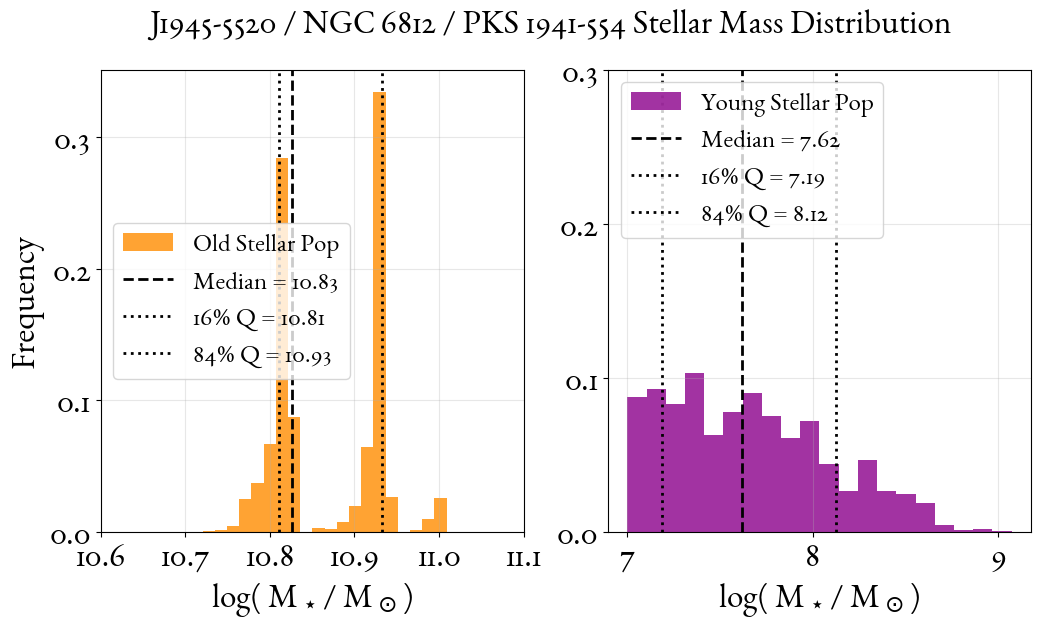 J1945-5520 / NGC 6812 / PKS 1941-554 Stellar Mass Distribution
Frequency
0.3
0.2
0.1
0.0
Old Stellar Pop
Median = 10.83
16% Q = 10.81
84% Q = 10.93
10.6 10.7 10.8 10.9 11.0 11.1
log( M ⋆ / M ⊙ )
0.3
0.2
0.1
0.0
Young Stellar Pop
Median = 7.62
16% Q = 7.19
84% Q = 8.12
7 8 9
log( M ⋆ / M ⊙ )